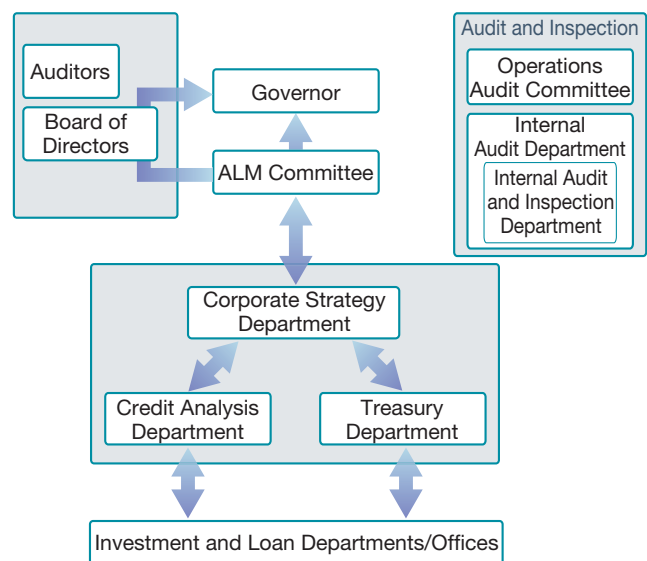 Auditors
Board of
Directors
Governor
ALM Committee
Audit and Inspection
Operations
Audit Committee
Internal
Audit Department
Internal Audit
and Inspection
Department
Corporate Strategy
Department
Credit Analysis
Department
Treasury
Department
Investment and Loan Departments/Offices